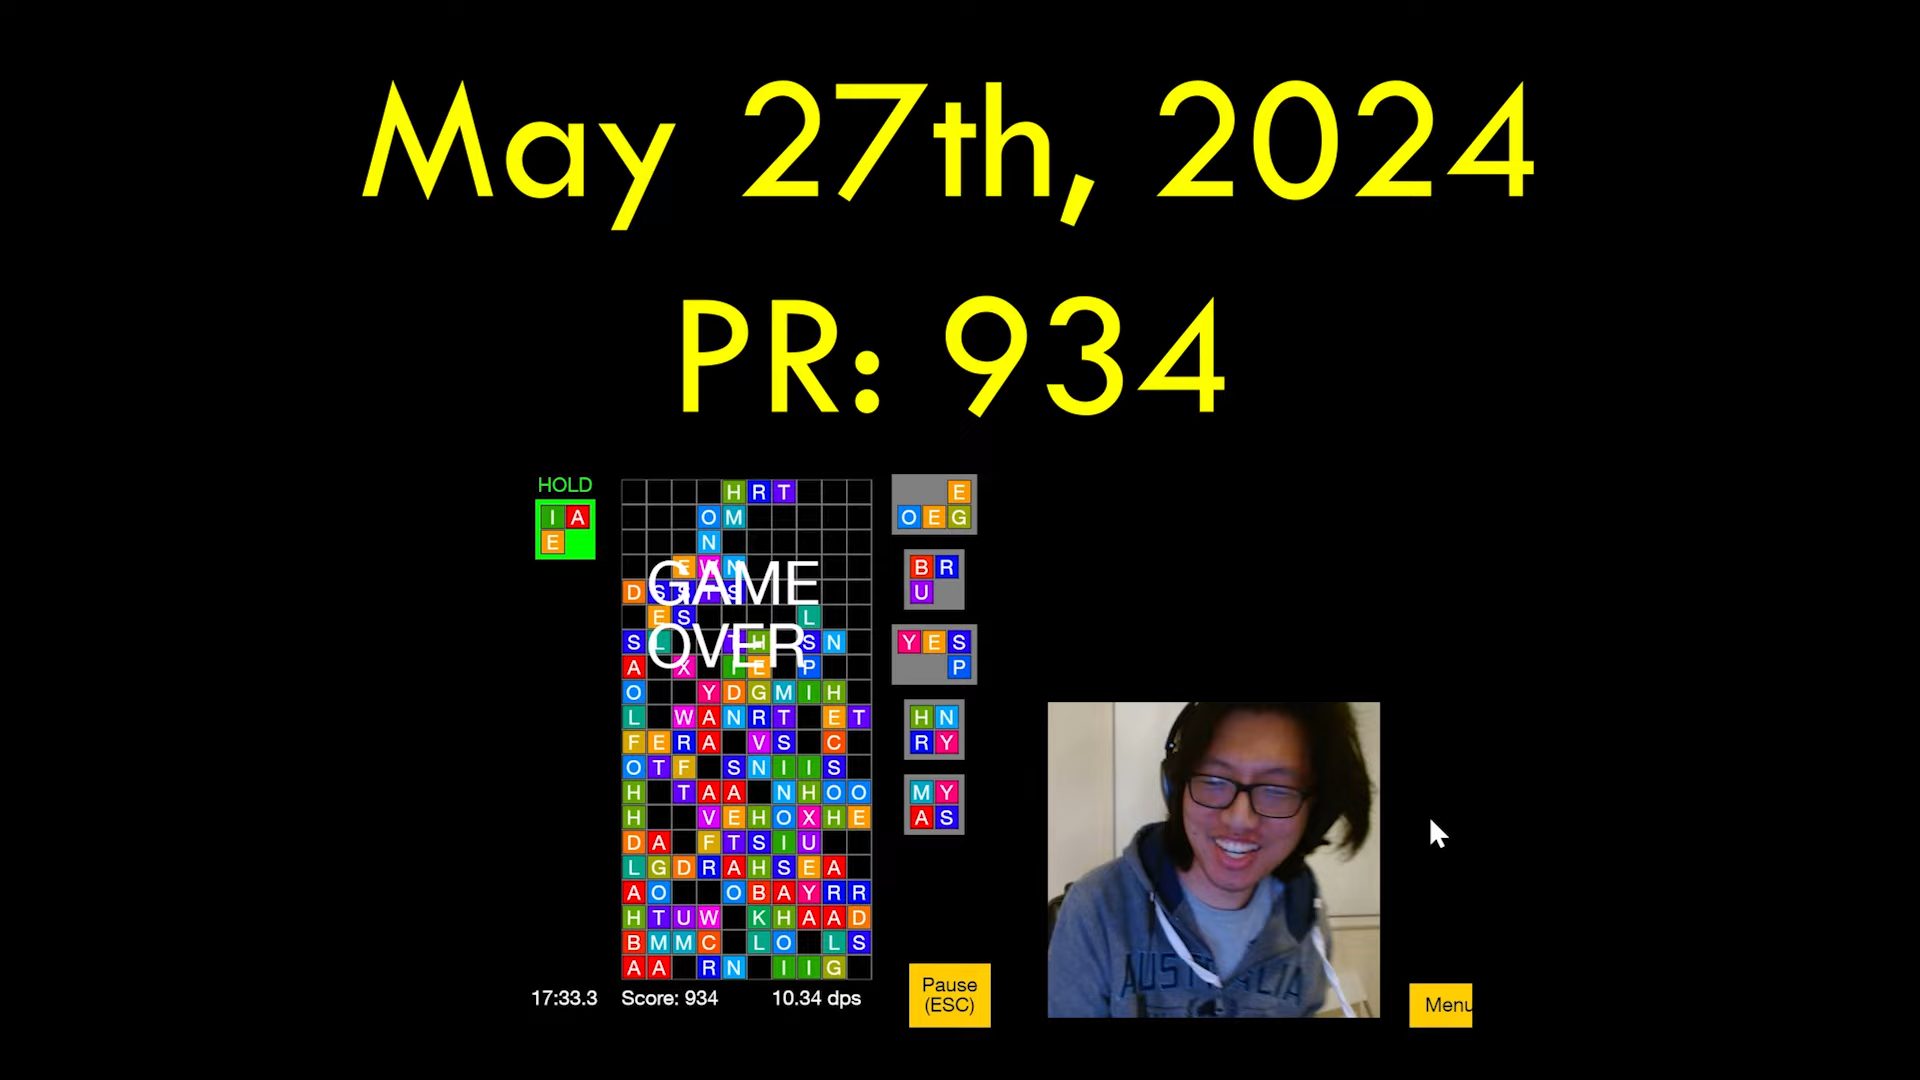 May 27th, 2024
PR: 934
HOLD
I A
E
H R T
O M
N
E W N
D S S T S
GAME
E S L
OVER
S L T H S N
A X I E P
O Y D G M I H
L W A N R T E T
F E R A V S C
O T F S N I I S
H T A A N H O O
H V E H O X H E
D A F T S I U
L G D R A H S E A
A O O B A Y R R
H T U W K H A A D
B M M C L O L S
A A R N I I G
E
O E G
B R
U
Y E S
P
H N
R Y
M Y
A S
17:33.3 Score: 934 10.34 dps
Pause
(ESC)
Menu
AUSTRALIA